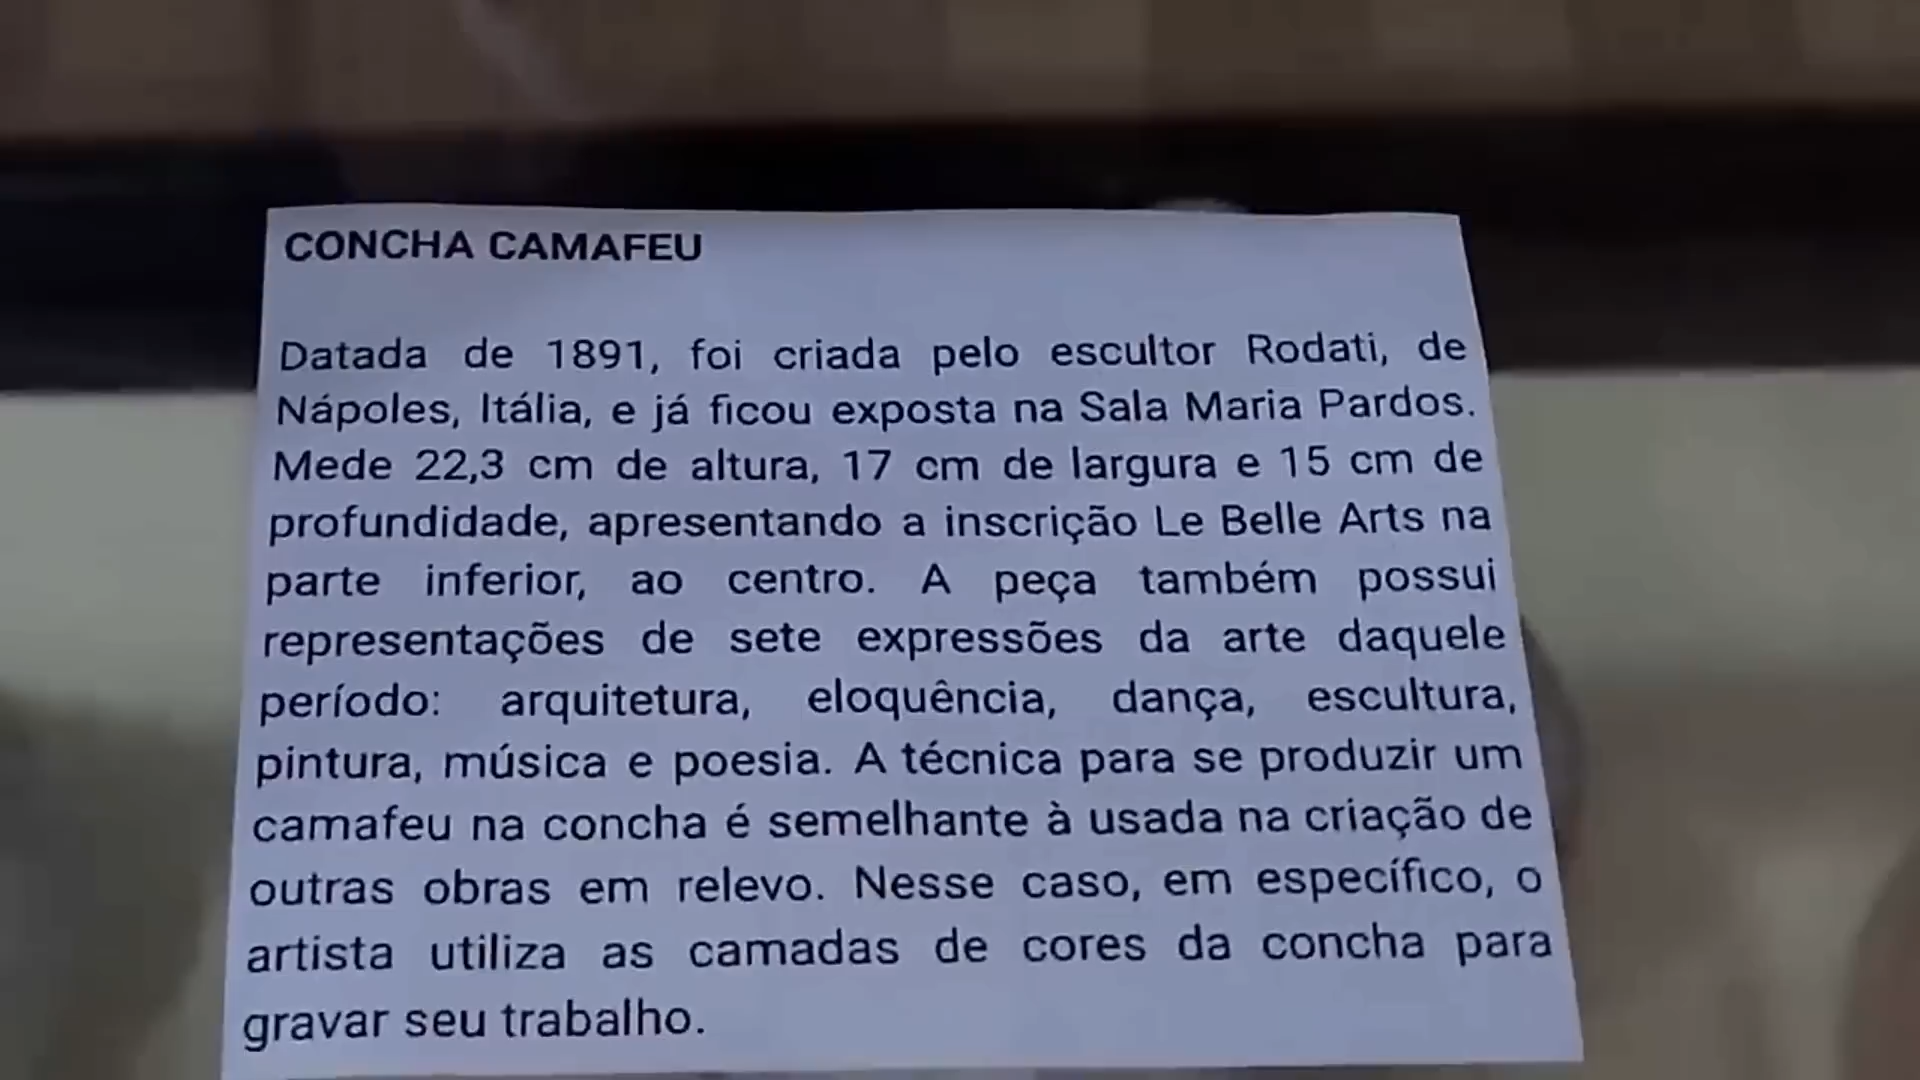 CONCHA CAMAFEU
Datada de 1891, foi criada pelo escultor Rodati, de
Nápoles, Itália, e já ficou exposta na Sala Maria Pardos.
Mede 22,3 cm de altura, 17 cm de largura e 15 cm de
profundidade, apresentando a inscrição Le Belle Arts na
parte inferior, ao centro. A peça também possui
representações de sete expressões da arte daquele
período: arquitetura, eloquência, dança, escultura,
pintura, música e poesia. A técnica para se produzir um
camafeu na concha é semelhante à usada na criação de
outras obras em relevo. Nesse caso, em específico, o
artista utiliza as camadas de cores da concha para
gravar seu trabalho.